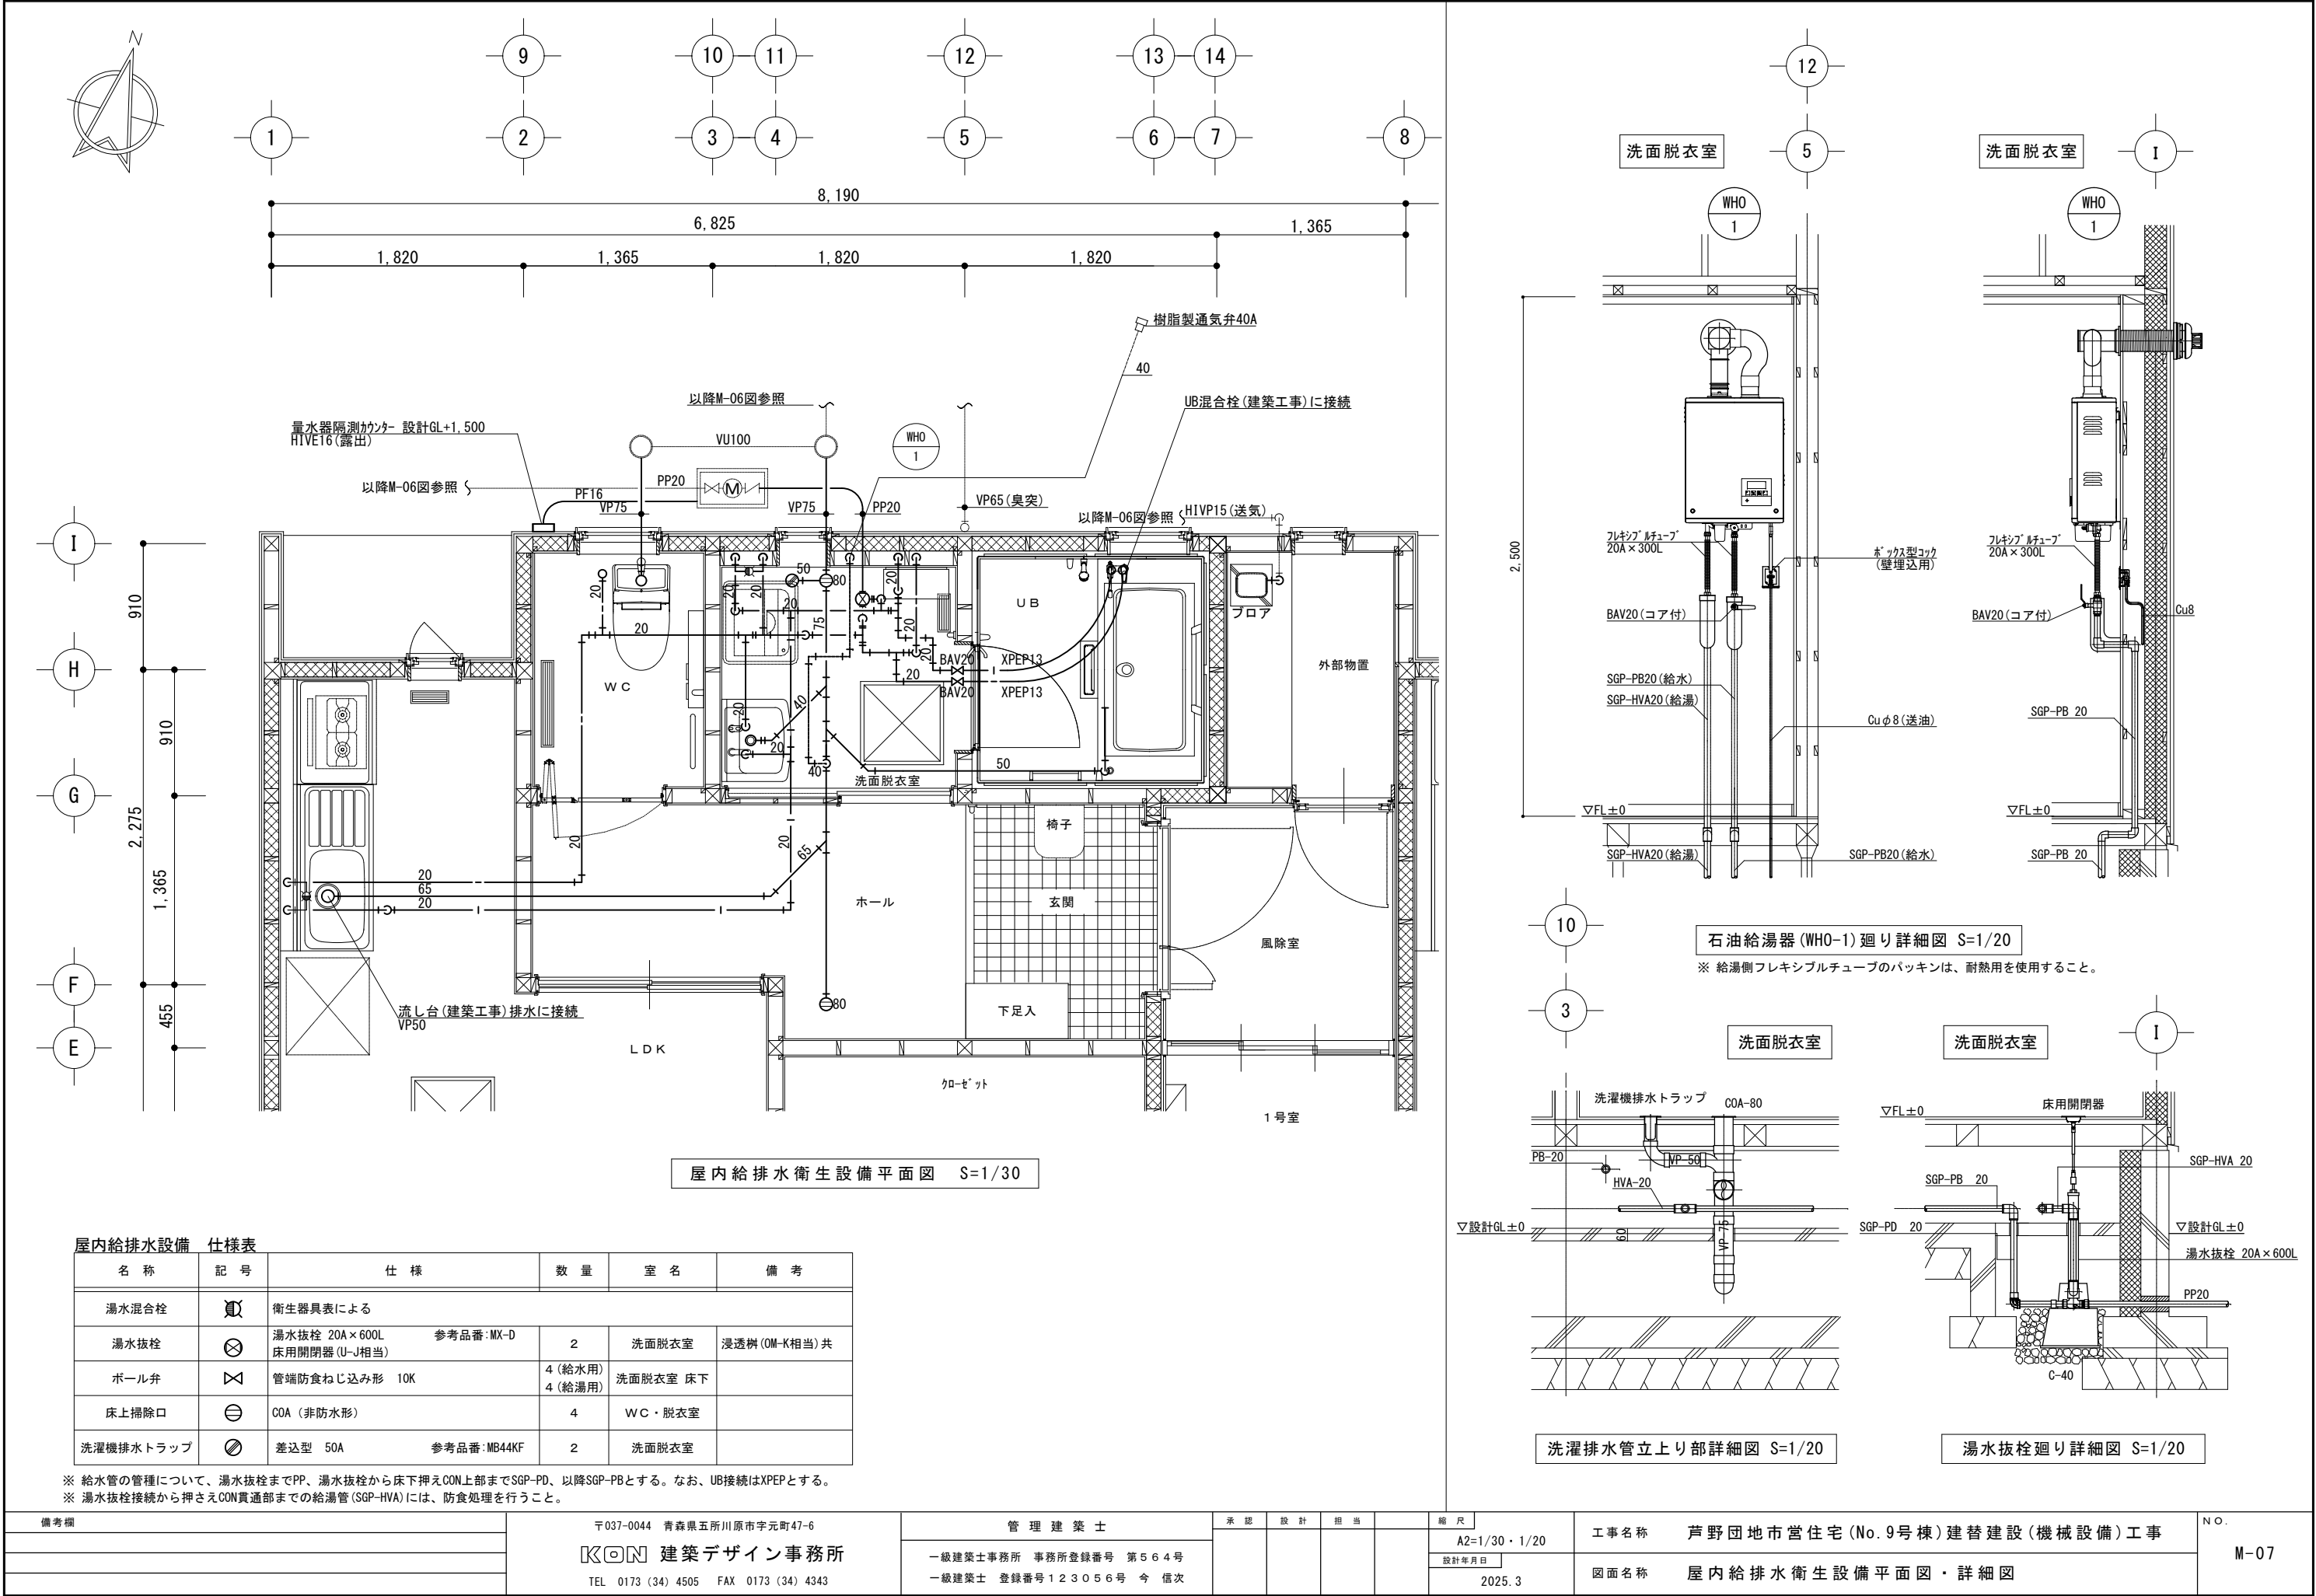 N
9
10
11
12
13
14
1
2
3
4
5
6
7
8
8,190
6,825
1,365
1,820
1,365
1,820
1,820
樹脂製通気弁40A
40
以降M-06図参照
UB混合栓(建築工事)に接続
量水器隔測カウンター 設計GL+1,500
HIVE16(露出)
VU100
WHO
1
以降M-06図参照
PP20
PF16
VP75
VP75
PP20
VP65(臭突)
以降M-06図参照
HIVP15(送気)
I
H
G
F
E
910
910
2,275
1,365
455
50
80
20
20
20
20
20
20
20
75
UB
ブロア
外部物置
WC
BAV20
XPEP13
BAV20
XPEP13
20
20
20
40
20
40
50
洗面脱衣室
20
20
65
椅子
20
65
20
ホール
玄関
風除室
80
下足入
流し台(建築工事)排水に接続
VP50
LDK
クローゼット
1号室
屋内給排水衛生設備平面図 S=1/30
屋内給排水設備 仕様表
名 称 記 号 仕 様 数 量 室 名 備 考
湯水混合栓 衛生器具表による
湯水抜栓 湯水抜栓 20A×600L 参考品番:MX-D
床用開閉器(U-J相当) 2 洗面脱衣室 浸透桝(OM-K相当)共
ボール弁 管端防食ねじ込み形 10K 4(給水用)
4(給湯用) 洗面脱衣室 床下
床上掃除口 COA (非防水形) 4 WC・脱衣室
洗濯機排水トラップ 差込型 50A 参考品番:MB44KF 2 洗面脱衣室
※ 給水管の管種について、湯水抜栓までPP、湯水抜栓から床下押えCON上部までSGP-PD、以降SGP-PBとする。なお、UB接続はXPEPとする。
※ 湯水抜栓接続から押さえCON貫通部までの給湯管(SGP-HVA)には、防食処理を行うこと。
12
5
I
洗面脱衣室
洗面脱衣室
WHO
1
WHO
1
2,500
フレキシブルチューブ
20A×300L
ボックス型コック
(壁埋込用)
BAV20(コア付)
SGP-PB20(給水)
SGP-HVA20(給湯)
Cuφ8(送油)
▽FL±0
SGP-HVA20(給湯)
SGP-PB20(給水)
フレキシブルチューブ
20A×300L
BAV20(コア付)
Cu8
SGP-PB 20
▽FL±0
SGP-PB 20
10
3
石油給湯器(WHO-1)廻り詳細図 S=1/20
※ 給湯側フレキシブルチューブのパッキンは、耐熱用を使用すること。
洗面脱衣室
洗面脱衣室
I
洗濯機排水トラップ
COA-80
PB-20
VP-50
HVA-20
▽設計GL±0
60
VP-75
▽FL±0
床用開閉器
SGP-HVA 20
SGP-PB 20
SGP-PD 20
▽設計GL±0
湯水抜栓 20A×600L
PP20
C-40
洗濯排水管立上り部詳細図 S=1/20
湯水抜栓廻り詳細図 S=1/20
備考欄
〒037-0044 青森県五所川原市字元町47-6
KON 建築デザイン事務所
TEL 0173 (34) 4505 FAX 0173 (34) 4343
管理建築士
一級建築士事務所 事務所登録番号 第564号
一級建築士 登録番号123056号 今 信次
承 認
設 計
担 当
縮 尺
A2=1/30・1/20
設計年月日
2025.3
工事名称 芦野団地市営住宅(No.9号棟)建替建設(機械設備)工事
図面名称 屋内給排水衛生設備平面図・詳細図
NO.
M-07